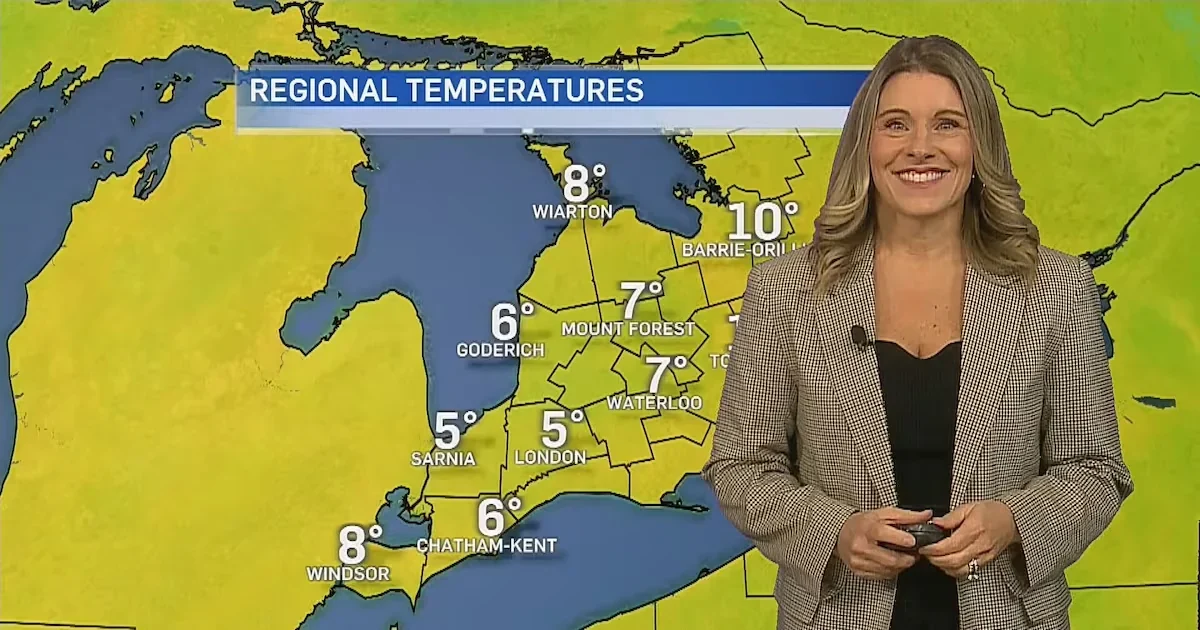 REGIONAL TEMPERATURES
8°
WIARTON
10°
7°
MOUNT FOREST
6°
GODERICH
7°
WATERLOO
5°
SARNIA
5°
LONDON
6°
CHATHAM-KENT
8°
WINDSOR